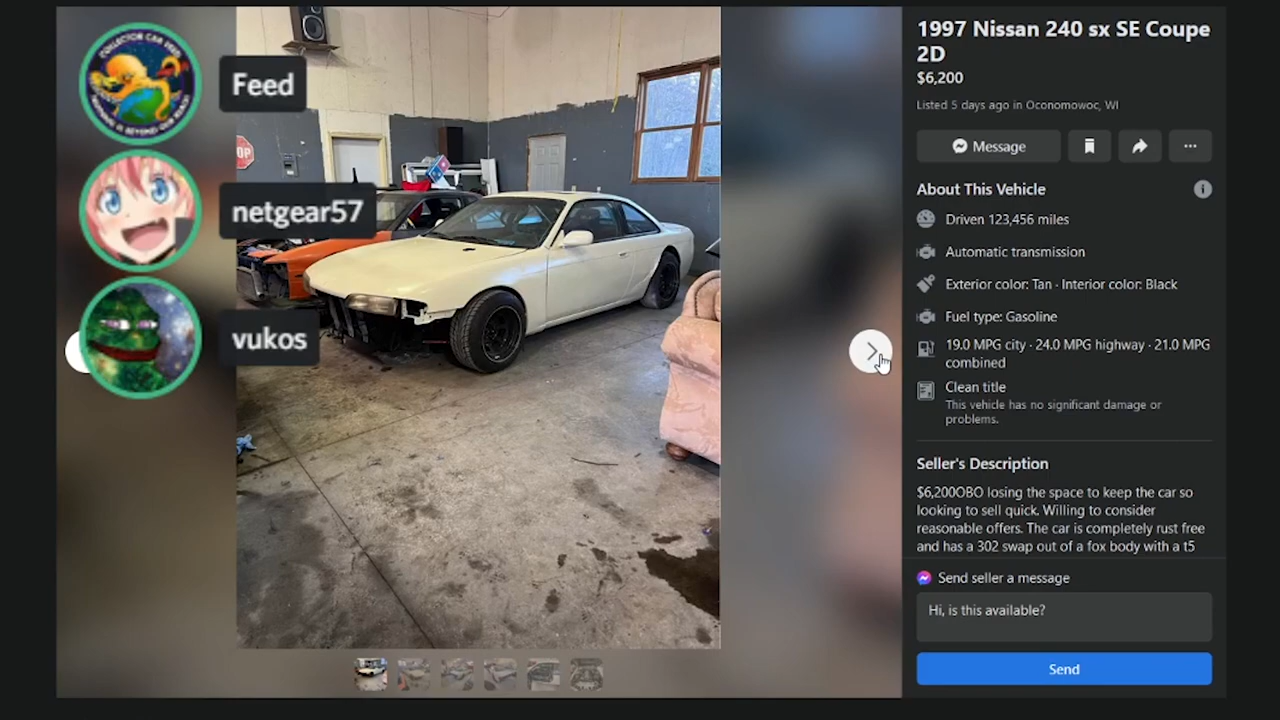 COLLECTOR CAR FEED
Feed
netgear57
vukos
1997 Nissan 240 sx SE Coupe
2D
$6,200
Listed 5 days ago in Oconomowoc, WI
Message
About This Vehicle
Driven 123,456 miles
Automatic transmission
Exterior color: Tan · Interior color: Black
Fuel type: Gasoline
19.0 MPG city · 24.0 MPG highway · 21.0 MPG
combined
Clean title
This vehicle has no significant damage or
problems.
Seller's Description
$6,200OBO losing the space to keep the car so
looking to sell quick. Willing to consider
reasonable offers. The car is completely rust free
and has a 302 swap out of a fox body with a t5
Send seller a message
Hi, is this available?
Send